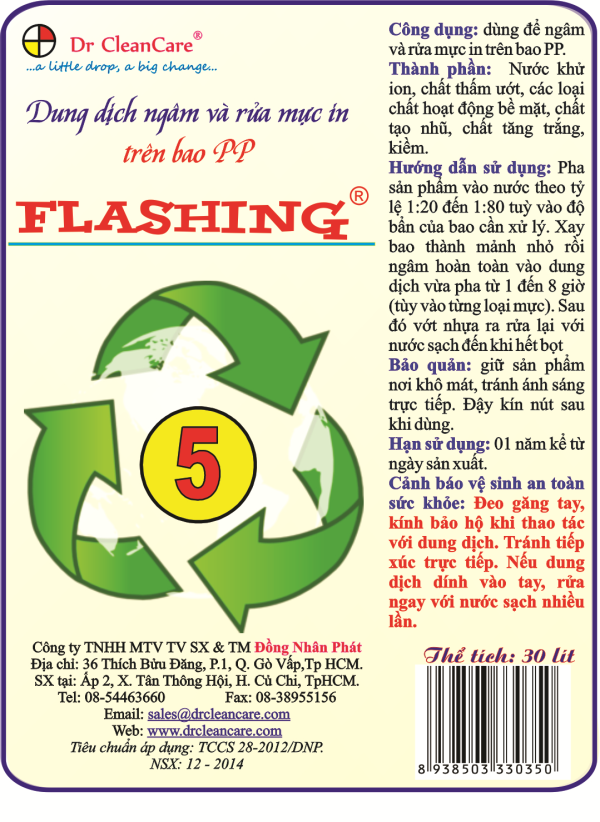 Dr CleanCare®
...a little drop, a big change...
Dung dịch ngâm và rửa mực in
trên bao PP
FLASHING®
5
Công ty TNHH MTV TV SX & TM Đồng Nhân Phát
Địa chỉ: 36 Thích Bửu Đăng, P.1, Q. Gò Vấp,Tp HCM.
SX tại: Ấp 2, X. Tân Thông Hội, H. Củ Chi, TpHCM.
Tel: 08-54463660 Fax: 08-38955156
Email: sales@drcleancare.com
Web: www.drcleancare.com
Tiêu chuẩn áp dụng: TCCS 28-2012/DNP.
NSX: 12 - 2014
Công dụng: dùng để ngâm
và rửa mực in trên bao PP.
Thành phần: Nước khử
ion, chất thấm ướt, các loại
chất hoạt động bề mặt, chất
tạo nhũ, chất tăng trắng,
kiềm.
Hướng dẫn sử dụng: Pha
sản phẩm vào nước theo tỷ
lệ 1:20 đến 1:80 tuỳ vào độ
bẩn của bao cần xử lý. Xay
bao thành mảnh nhỏ rồi
ngâm hoàn toàn vào dung
dịch vừa pha từ 1 đến 8 giờ
(tùy vào từng loại mực). Sau
đó vớt nhựa ra rửa lại với
nước sạch đến khi hết bọt
Bảo quản: giữ sản phẩm
nơi khô mát, tránh ánh sáng
trực tiếp. Đậy kín nút sau
khi dùng.
Hạn sử dụng: 01 năm kể từ
ngày sản xuất.
Cảnh báo vệ sinh an toàn
sức khỏe: Đeo găng tay,
kính bảo hộ khi thao tác
với dung dịch. Tránh tiếp
xúc trực tiếp. Nếu dung
dịch dính vào tay, rửa
ngay với nước sạch nhiều
lần.
Thể tích: 30 lít
8 938503 330350